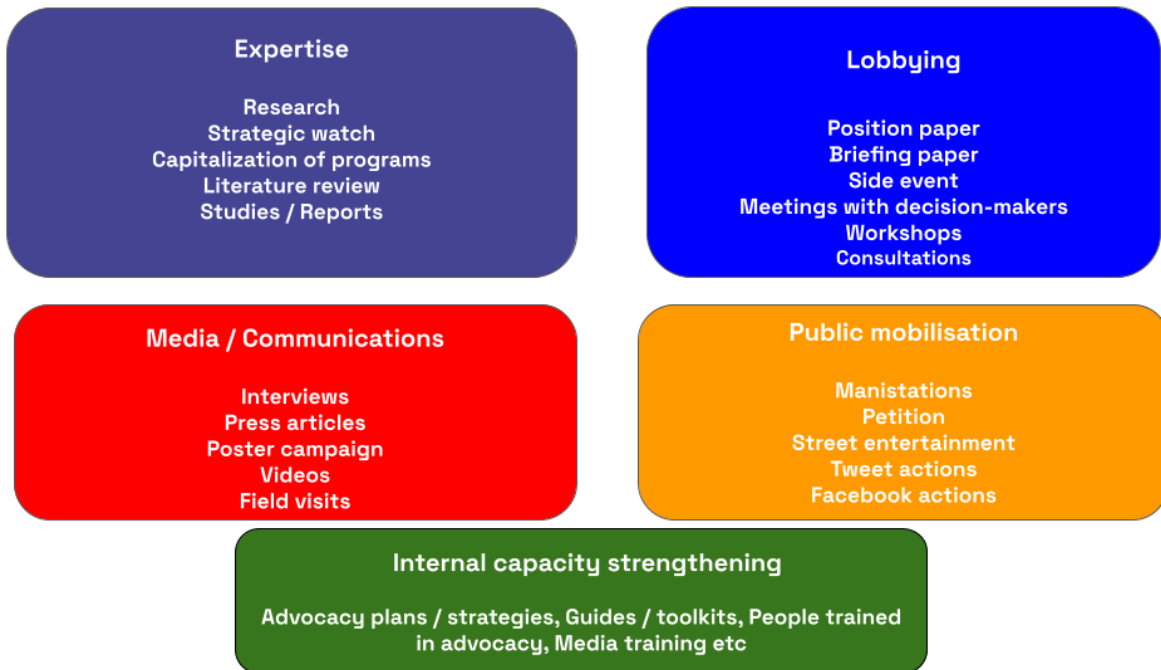 Expertise
Research
Strategic watch
Capitalization of programs
Literature review
Studies / Reports
Lobbying
Position paper
Briefing paper
Side event
Meetings with decision-makers
Workshops
Consultations
Media / Communications
Interviews
Press articles
Poster campaign
Videos
Field visits
Public mobilisation
Manistations
Petition
Street entertainment
Tweet actions
Facebook actions
Internal capacity strengthening
Advocacy plans / strategies, Guides / toolkits, People trained
in advocacy, Media training etc